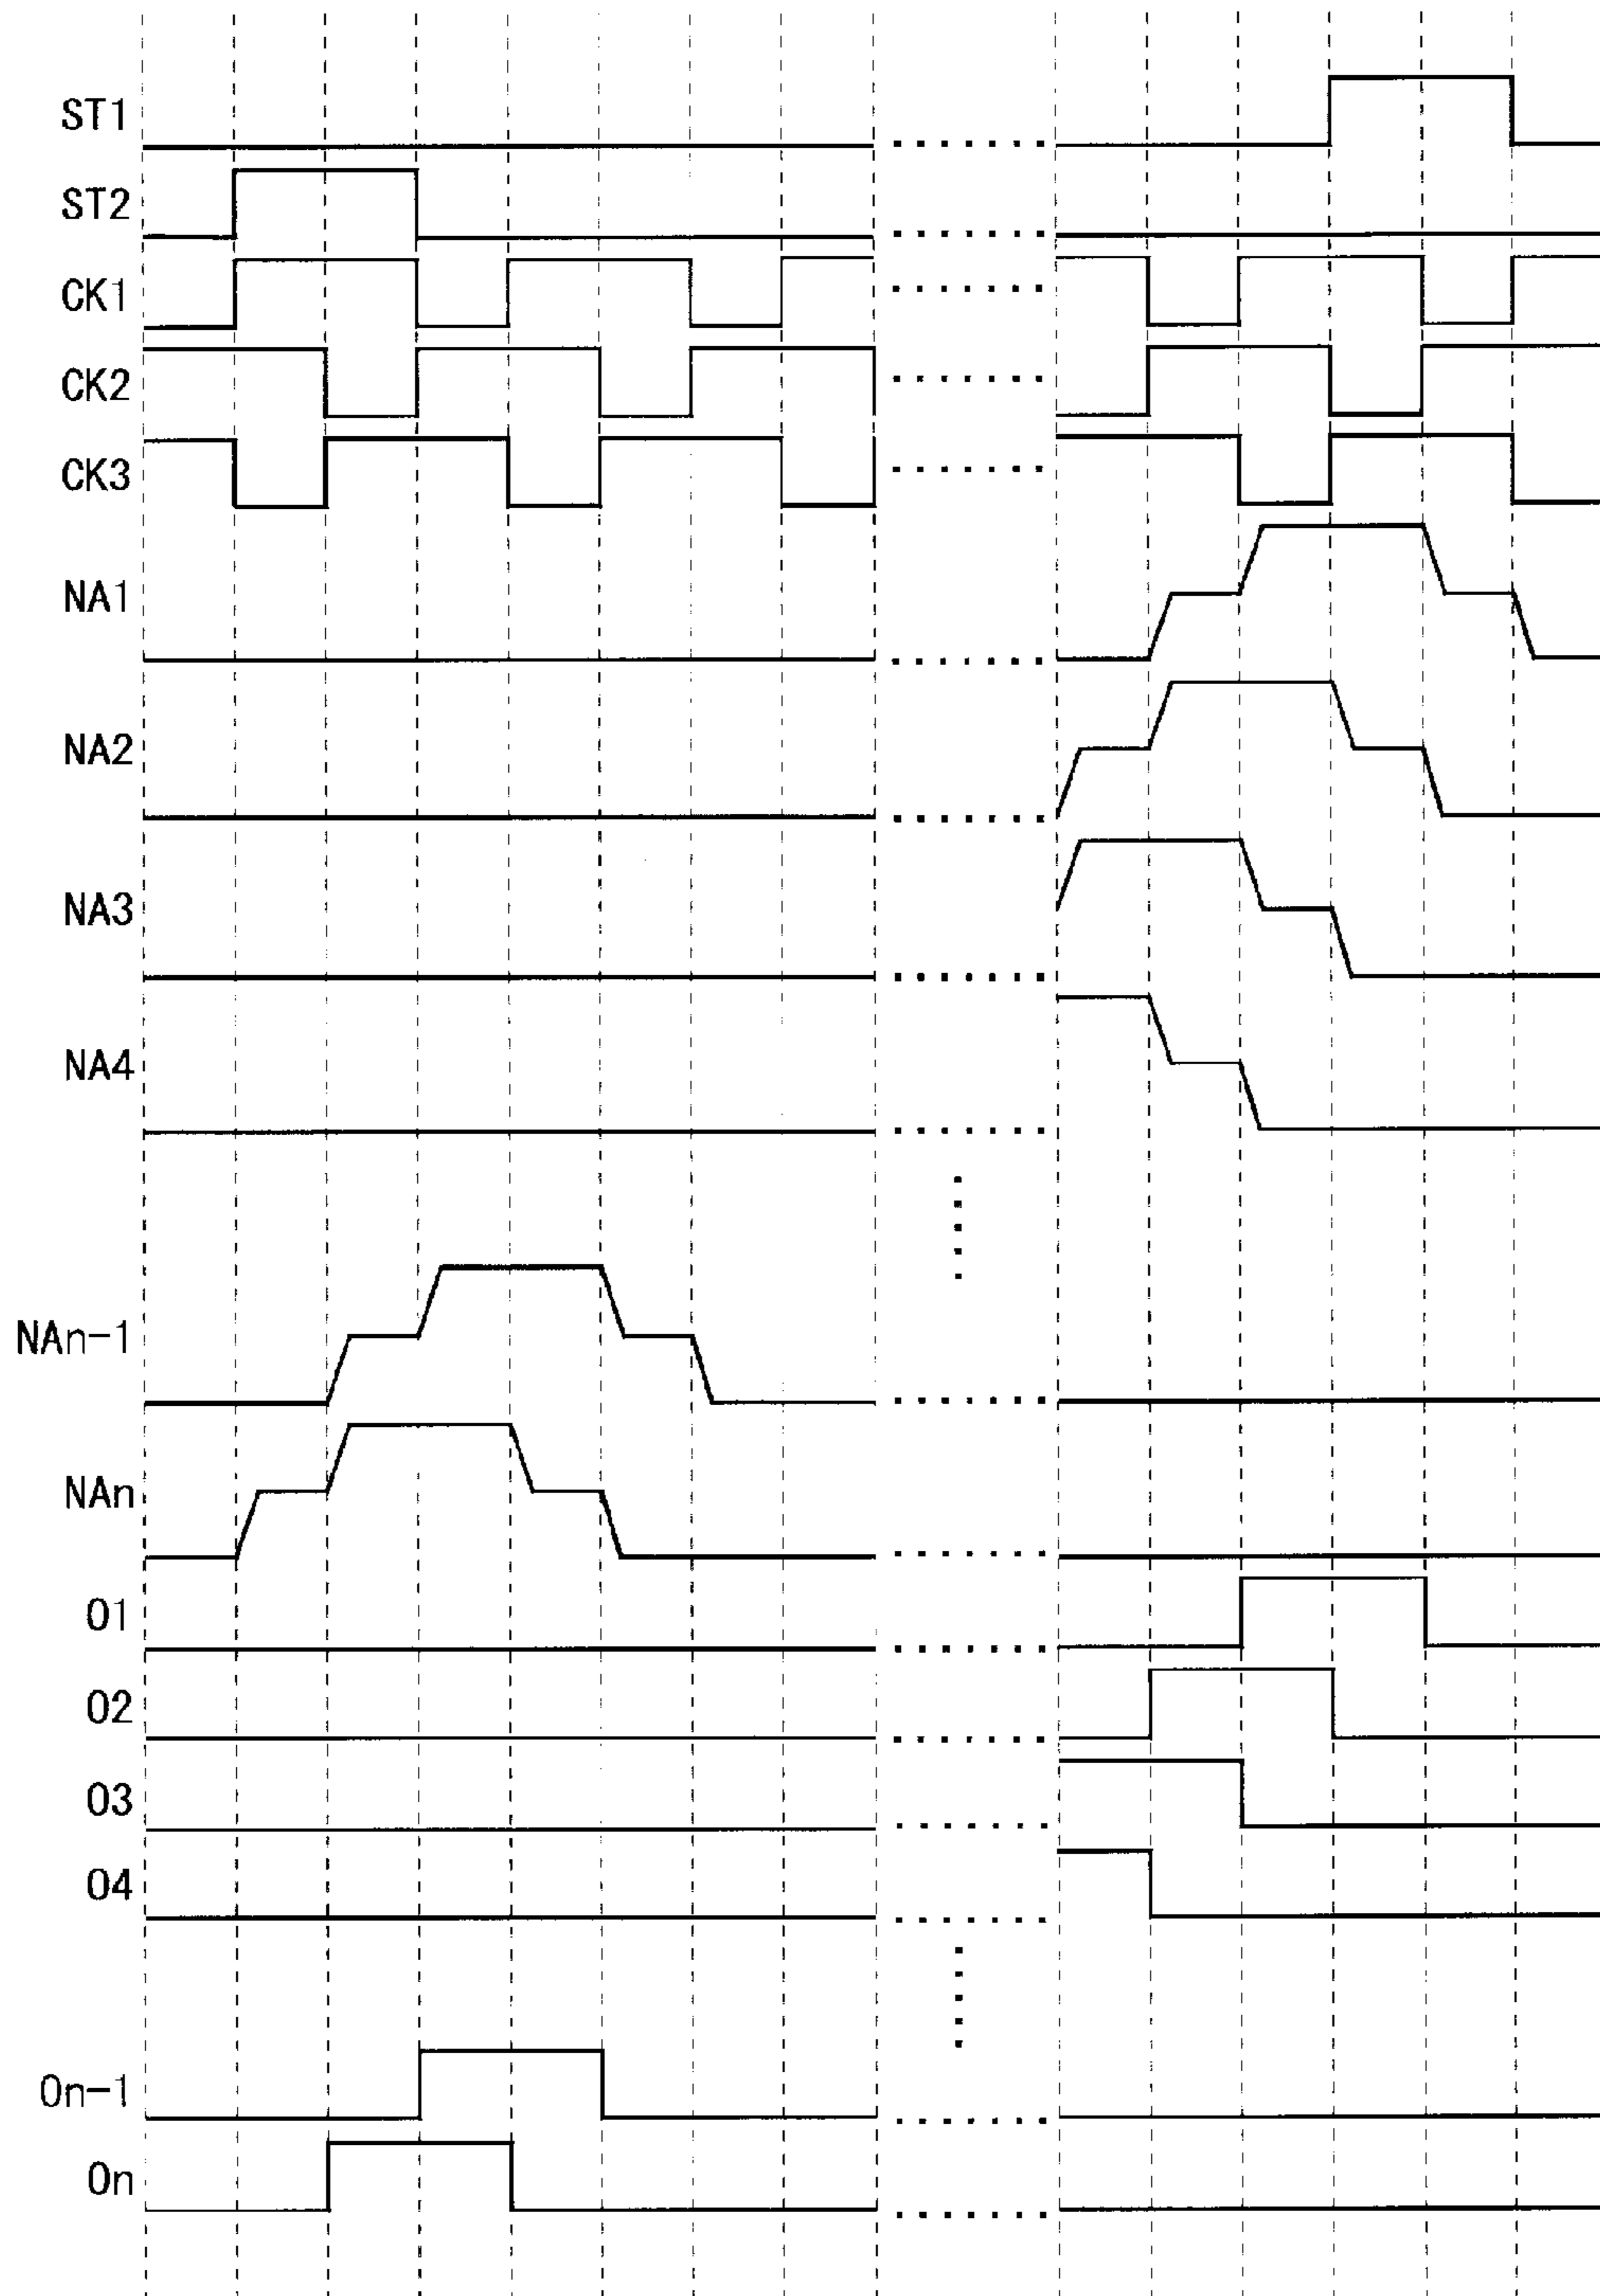 ST1
ST2
CK1
CK2
CK3
NA1
NA2
NA3
NA4
NAn-1
NAn
O1
O2
O3
O4
On-1
On